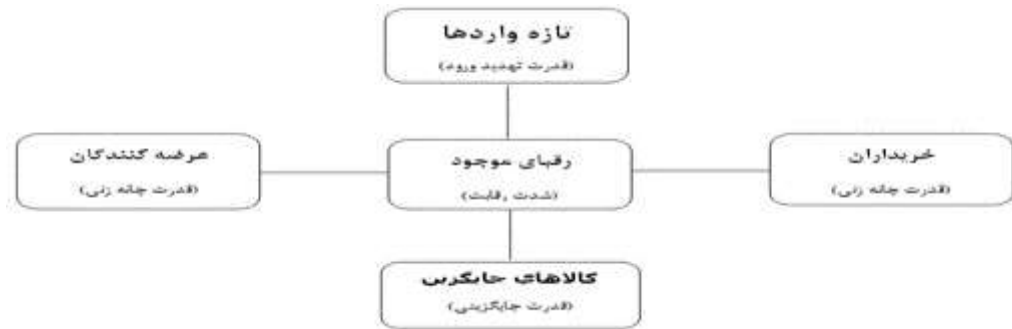 تازه واردها
(قدرت تهدید ورود)
خریداران
(قدرت چانه زنی)
رقبای موجود
(شدت رقابت)
عرضه کنندگان
(قدرت چانه زنی)
کالاهای جایگزین
(قدرت جایگزینی)